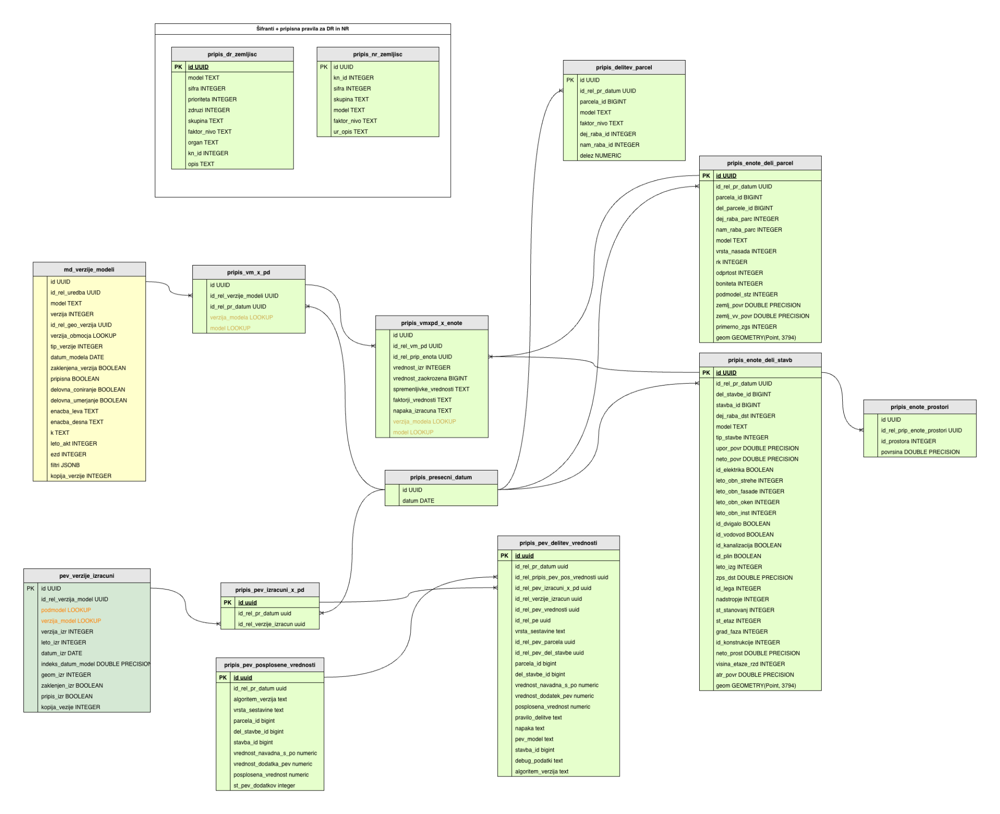 Šifranti + pripisna pravila za DR in NR
pripis_dr_zemljisc
PK id UUID
model TEXT
sifra INTEGER
prioriteta INTEGER
zdruzi INTEGER
skupina TEXT
faktor_nivo TEXT
organ TEXT
kn_id INTEGER
opis TEXT
pripis_nr_zemljisc
PK id UUID
kn_id INTEGER
sifra INTEGER
skupina TEXT
model TEXT
faktor_nivo TEXT
ur_opis TEXT
pripis_delitev_parcel
PK id UUID
id_rel_pr_datum UUID
parcela_id BIGINT
model TEXT
faktor_nivo TEXT
dej_raba_id INTEGER
nam_raba_id INTEGER
delez NUMERIC
pripis_enote_deli_parcel
PK id UUID
id_rel_pr_datum UUID
parcela_id BIGINT
del_parcele_id BIGINT
dej_raba_parc INTEGER
nam_raba_parc INTEGER
model TEXT
vrsta_nasada INTEGER
rk INTEGER
odprtost INTEGER
boniteta INTEGER
podmodel_stz INTEGER
zemlj_povr DOUBLE PRECISION
zemlj_vv_povr DOUBLE PRECISION
primerno_zgs INTEGER
geom GEOMETRY(Point, 3794)
md_verzije_modeli
id UUID
id_rel_uredba UUID
model TEXT
verzija INTEGER
id_rel_geo_verzija UUID
verzija_obmocja LOOKUP
tip_verzije INTEGER
datum_modela DATE
zaklenjena_verzija BOOLEAN
pripisna BOOLEAN
delovna_coniranje BOOLEAN
delovna_umerjanje BOOLEAN
enacba_leva TEXT
enacba_desna TEXT
k TEXT
leto_akt INTEGER
ezd INTEGER
filtri JSONB
kopija_verzije INTEGER
pripis_vm_x_pd
id UUID
id_rel_verzije_modeli UUID
id_rel_pr_datum UUID
verzija_modela LOOKUP
model LOOKUP
pripis_vmxpd_x_enote
id UUID
id_rel_vm_pd UUID
id_rel_prip_enota UUID
vrednost_izr INTEGER
vrednost_zaokrozena BIGINT
spremenljivke_vrednosti TEXT
faktorji_vrednosti TEXT
napaka_izracuna TEXT
verzija_modela LOOKUP
model LOOKUP
pripis_enote_deli_stavb
PK id UUID
id_rel_pr_datum UUID
del_stavbe_id BIGINT
stavba_id BIGINT
dej_raba_dst INTEGER
model TEXT
tip_stavbe INTEGER
upor_povr DOUBLE PRECISION
neto_povr DOUBLE PRECISION
id_elektrika BOOLEAN
leto_obn_strehe INTEGER
leto_obn_fasade INTEGER
leto_obn_oken INTEGER
leto_obn_inst INTEGER
id_dvigalo BOOLEAN
id_vodovod BOOLEAN
id_kanalizacija BOOLEAN
id_plin BOOLEAN
leto_izg INTEGER
zps_dst DOUBLE PRECISION
id_lega INTEGER
nadstropje INTEGER
st_stanovanj INTEGER
st_etaz INTEGER
grad_faza INTEGER
id_konstrukcije INTEGER
neto_prost DOUBLE PRECISION
visina_etaze_rzd INTEGER
atr_povr DOUBLE PRECISION
geom GEOMETRY(Point, 3794)
pripis_enote_prostori
id UUID
id_rel_prip_enote_prostori UUID
id_prostora INTEGER
povrsina DOUBLE PRECISION
pripis_presecni_datum
id UUID
datum DATE
pev_verzije_izracuni
PK id UUID
id_rel_verzija_model UUID
podmodel LOOKUP
verzija_model LOOKUP
verzija_izr INTEGER
leto_izr INTEGER
datum_izr DATE
indeks_datum_model DOUBLE PRECISION
geom_izr INTEGER
zaklenjen_izr BOOLEAN
pripis_izr BOOLEAN
kopija_vezije INTEGER
pripis_pev_izracuni_x_pd
PK id uuid
id_rel_pr_datum uuid
id_rel_verzije_izracun uuid
pripis_pev_posplosene_vrednosti
PK id uuid
id_rel_pr_datum uuid
algoritem_verzija text
vrsta_sestavine text
parcela_id bigint
del_stavbe_id bigint
stavba_id bigint
vrednost_navadna_s_po numeric
vrednost_dodatka_pev numeric
posplosena_vrednost numeric
st_pev_dodatkov integer
pripis_pev_delitev_vrednosti
PK id uuid
id_rel_pr_datum uuid
id_rel_pripis_pev_pos_vrednosti uuid
id_rel_pev_izracuni_x_pd uuid
id_rel_verzije_izracun uuid
id_rel_pev_vrednosti uuid
id_rel_pe uuid
vrsta_sestavine text
id_rel_pev_parcela uuid
id_rel_pev_del_stavbe uuid
parcela_id bigint
del_stavbe_id bigint
vrednost_navadna_s_po numeric
vrednost_dodatek_pev numeric
posplosena_vrednost numeric
pravilo_delitve text
napaka text
pev_model text
stavba_id bigint
debug_podatki text
algoritem_verzija text